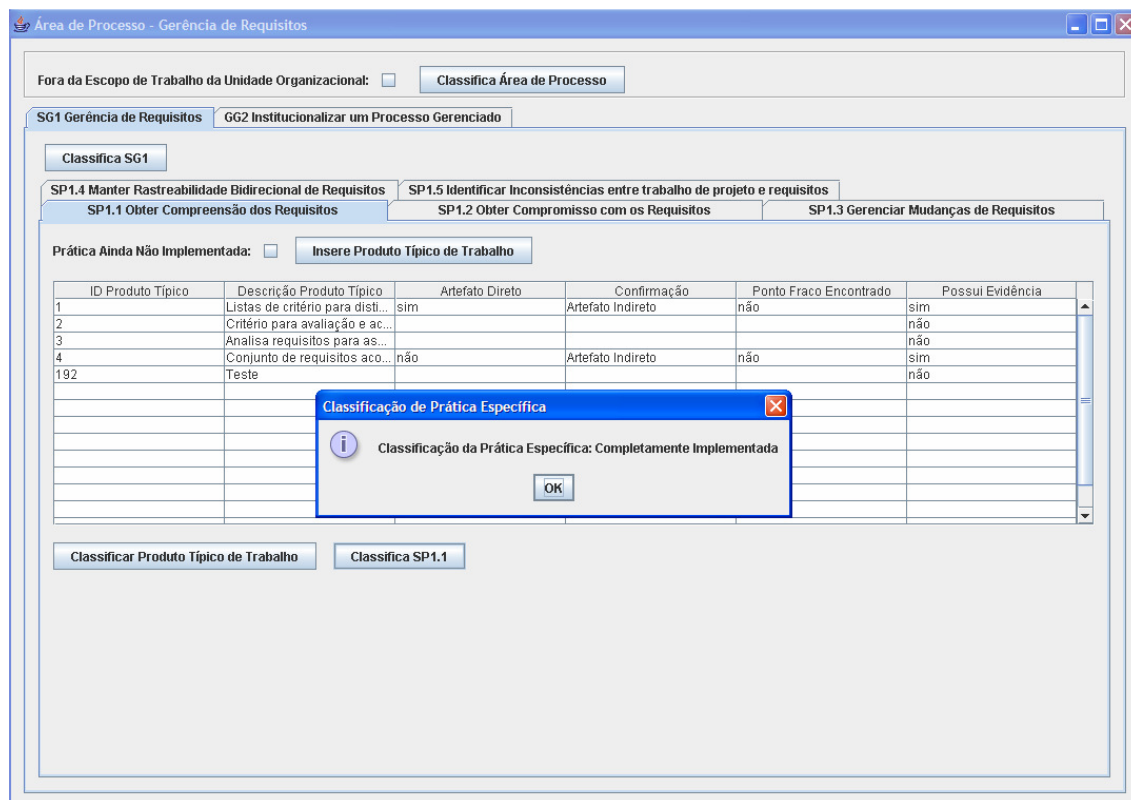 Área de Processo - Gerência de Requisitos
Fora da Escopo de Trabalho da Unidade Organizacional: Classifica Área de Processo
SG1 Gerência de Requisitos GG2 Institucionalizar um Processo Gerenciado
Classifica SG1
SP1.4 Manter Rastreabilidade Bidirecional de Requisitos SP1.5 Identificar Inconsistências entre trabalho de projeto e requisitos
SP1.1 Obter Compreensão dos Requisitos SP1.2 Obter Compromisso com os Requisitos SP1.3 Gerenciar Mudanças de Requisitos
Prática Ainda Não Implementada: Insere Produto Típico de Trabalho
ID Produto Típico Descrição Produto Típico Artefato Direto Confirmação Ponto Fraco Encontrado Possui Evidência
1 Listas de critério para disti... sim Artefato Indireto não sim
2 Critério para avaliação e ac... não
3 Analisa requisitos para as... não
4 Conjunto de requisitos aco... não Artefato Indireto não sim
192 Teste não
Classificação de Prática Específica
i Classificação da Prática Específica: Completamente Implementada
OK
Classificar Produto Típico de Trabalho Classifica SP1.1